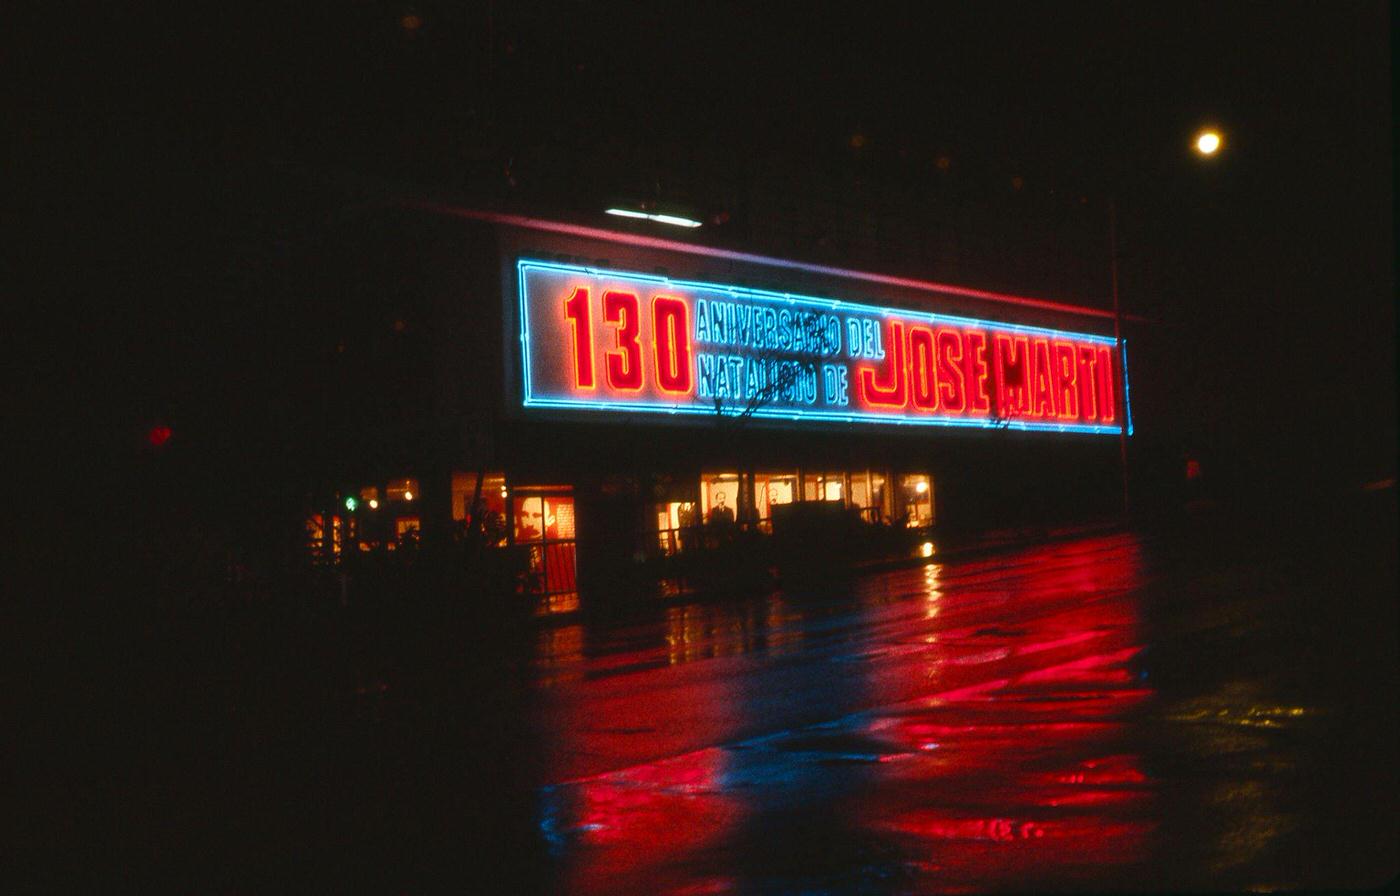 130
ANIVERSARIO DEL
NATALICIO DE
JOSE MARTI